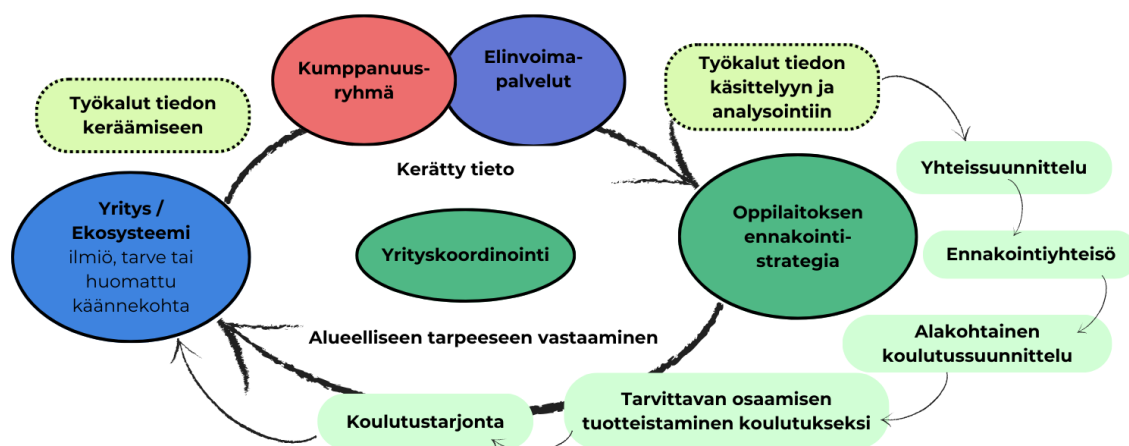 Kumppanuus-
ryhmä
Elinvoima-
palvelut
Työkalut tiedon
keräämiseen
Työkalut tiedon
käsittelyyn ja
analysointiin
Kerätty tieto
Yhteissuunnittelu
Yritys /
Ekosysteemi
ilmiö, tarve tai
huomattu
käännekohta
Yrityskoordinointi
Oppilaitoksen
ennakointi-
strategia
Ennakointiyhteisö
Alueelliseen tarpeeseen vastaaminen
Alakohtainen
koulutussuunnittelu
Tarvittavan osaamisen
tuotteistaminen koulutukseksi
Koulutustarjonta